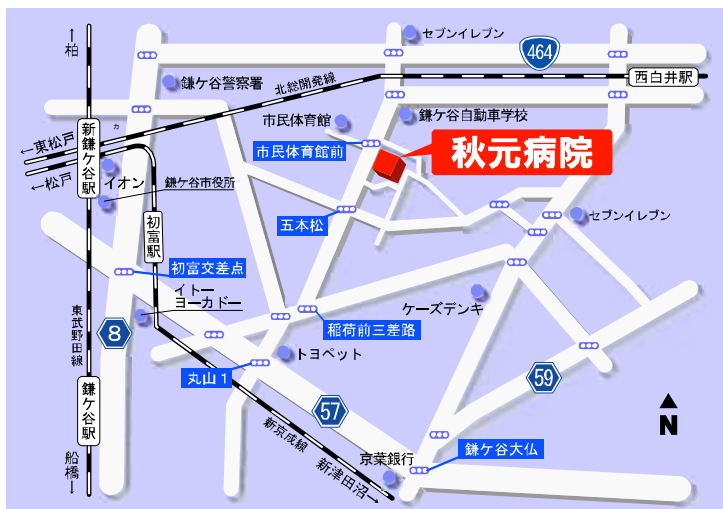 ↑
柏
セブンイレブン
464
鎌ケ谷警察署
北総開発線
西白井駅
市民体育館
鎌ケ谷自動車学校
カ
←東松戸
新鎌ケ谷駅
市民体育館前
秋元病院
←松戸
イオン
鎌ケ谷市役所
初富駅
五本松
セブンイレブン
初富交差点
イトー
ヨーカドー
ケーズデンキ
東武野田線
8
稲荷前三差路
トヨペット
丸山1
59
鎌ケ谷駅
57
N
新京成線
京葉銀行
鎌ケ谷大仏
船橋
↓
新津田沼→